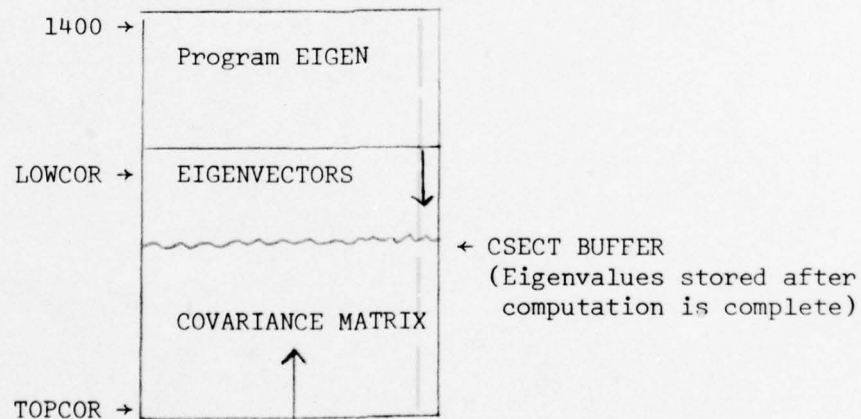 1400 →
Program EIGEN
LOWCOR →
EIGENVECTORS
← CSECT BUFFER
(Eigenvalues stored after
computation is complete)
COVARIANCE MATRIX
TOPCOR →